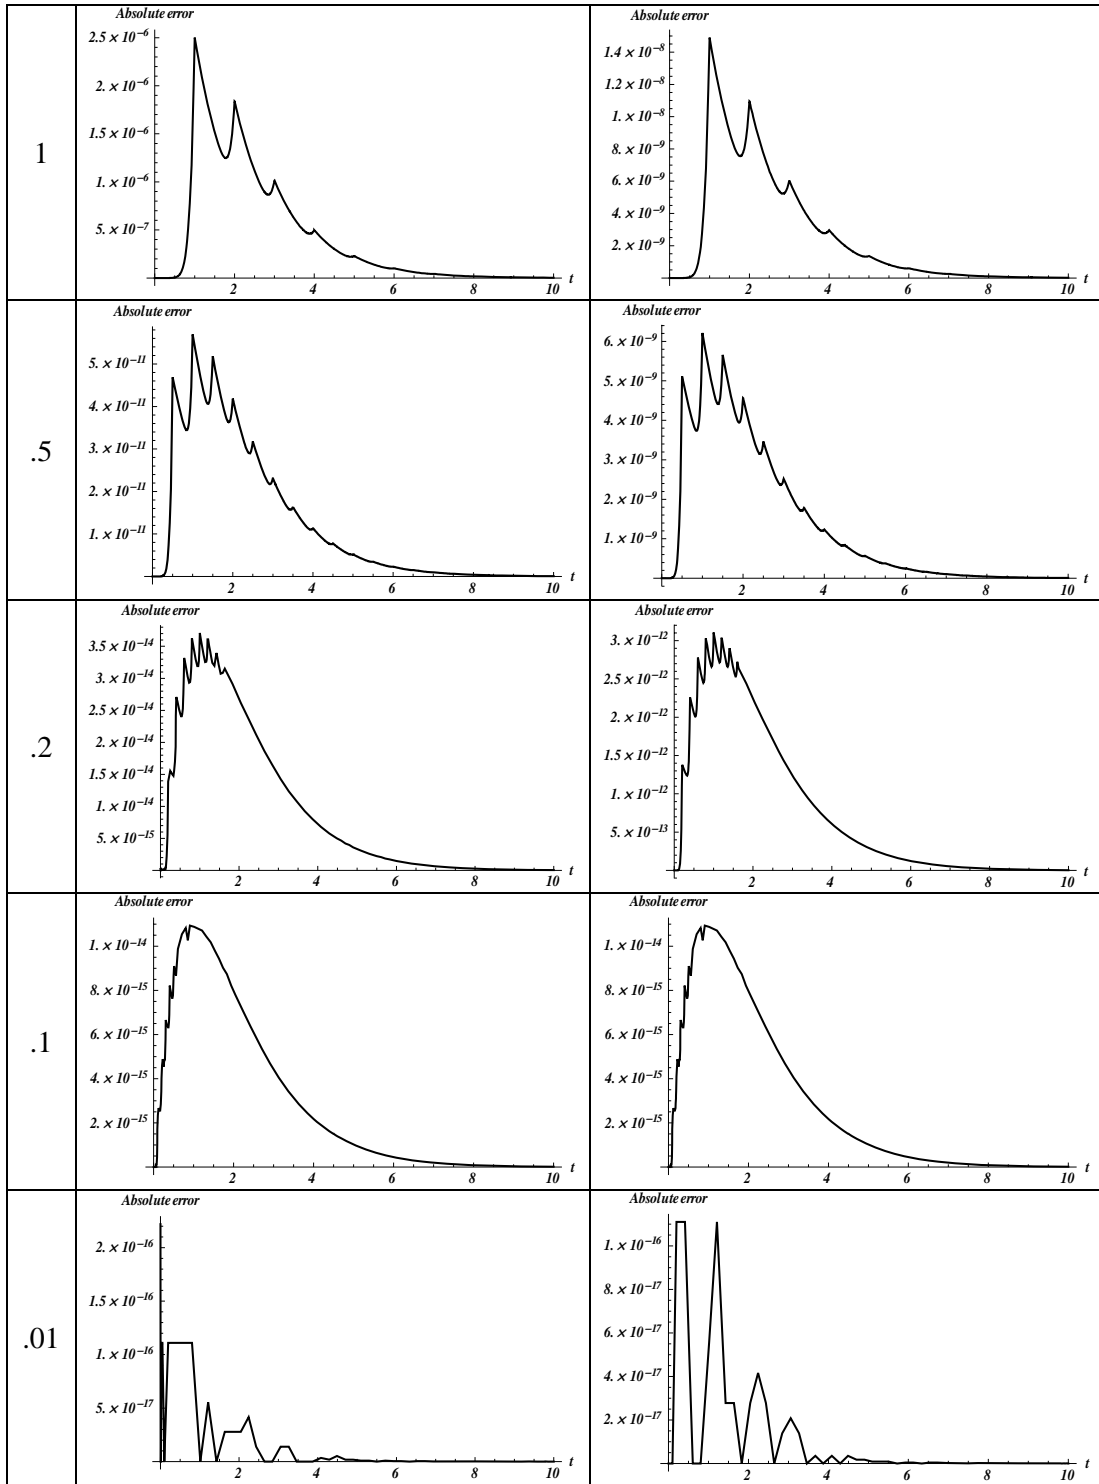 1
Absolute error
2.5 × 10⁻⁶
2. × 10⁻⁶
1.5 × 10⁻⁶
1. × 10⁻⁶
5. × 10⁻⁷
2 4 6 8 10 t
Absolute error
1.4 × 10⁻⁸
1.2 × 10⁻⁸
1. × 10⁻⁸
8. × 10⁻⁹
6. × 10⁻⁹
4. × 10⁻⁹
2. × 10⁻⁹
2 4 6 8 10 t
.5
Absolute error
5. × 10⁻¹¹
4. × 10⁻¹¹
3. × 10⁻¹¹
2. × 10⁻¹¹
1. × 10⁻¹¹
2 4 6 8 10 t
Absolute error
6. × 10⁻⁹
5. × 10⁻⁹
4. × 10⁻⁹
3. × 10⁻⁹
2. × 10⁻⁹
1. × 10⁻⁹
2 4 6 8 10 t
.2
Absolute error
3.5 × 10⁻¹⁴
3. × 10⁻¹⁴
2.5 × 10⁻¹⁴
2. × 10⁻¹⁴
1.5 × 10⁻¹⁴
1. × 10⁻¹⁴
5. × 10⁻¹⁵
2 4 6 8 10 t
Absolute error
3. × 10⁻¹²
2.5 × 10⁻¹²
2. × 10⁻¹²
1.5 × 10⁻¹²
1. × 10⁻¹²
5. × 10⁻¹³
2 4 6 8 10 t
.1
Absolute error
1. × 10⁻¹⁴
8. × 10⁻¹⁵
6. × 10⁻¹⁵
4. × 10⁻¹⁵
2. × 10⁻¹⁵
2 4 6 8 10 t
Absolute error
1. × 10⁻¹⁴
8. × 10⁻¹⁵
6. × 10⁻¹⁵
4. × 10⁻¹⁵
2. × 10⁻¹⁵
2 4 6 8 10 t
.01
Absolute error
2. × 10⁻¹⁶
1.5 × 10⁻¹⁶
1. × 10⁻¹⁶
5. × 10⁻¹⁷
2 4 6 8 10 t
Absolute error
1. × 10⁻¹⁶
8. × 10⁻¹⁷
6. × 10⁻¹⁷
4. × 10⁻¹⁷
2. × 10⁻¹⁷
2 4 6 8 10 t